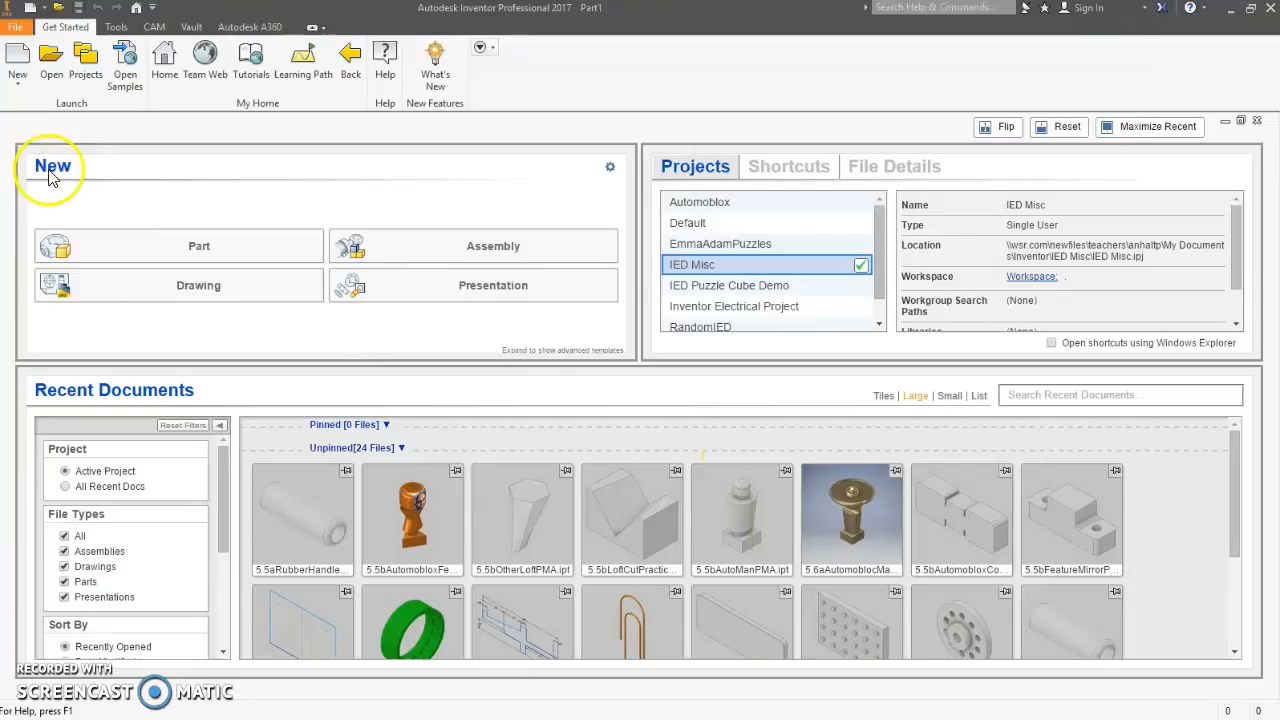 Autodesk Inventor Professional 2017 Part1
Search Help & Commands...
Sign In
File Get Started Tools CAM Vault Autodesk A360
New Open Projects Open Samples Home Team Web Tutorials Learning Path Back Help What's New
Launch My Home Help New Features
Flip Reset Maximize Recent
New
Part Assembly
Drawing Presentation
Expand to show advanced templates
Projects Shortcuts File Details
Automoblox
Default
EmmaAdamPuzzles
IED Misc
IED Puzzle Cube Demo
Inventor Electrical Project
RandomIED
Name IED Misc
Type Single User
Location \\wsr.com\newfiles\teachers\anhaltp\My Document
s\Inventor\IED Misc\IED Misc.ipj
Workspace Workspace: .
Workgroup Search Paths (None)
Libraries (None)
Open shortcuts using Windows Explorer
Recent Documents
Tiles | Large | Small | List
Search Recent Documents...
Reset Filters
Project
Active Project
All Recent Docs
File Types
All
Assemblies
Drawings
Parts
Presentations
Sort By
Recently Opened
Pinned [0 Files]
Unpinned[24 Files]
5.5aRubberHandle... 5.5bAutomobloxFe... 5.5bOtherLoftPMA.ipt 5.5bLoftCutPractic... 5.5bAutoManPMA.ipt 5.6aAutomoblocMa... 5.5bAutomobloxCo... 5.5bFeatureMirrorP...
RECORDED WITH
SCREENCAST MATIC
For Help, press F1
0 0